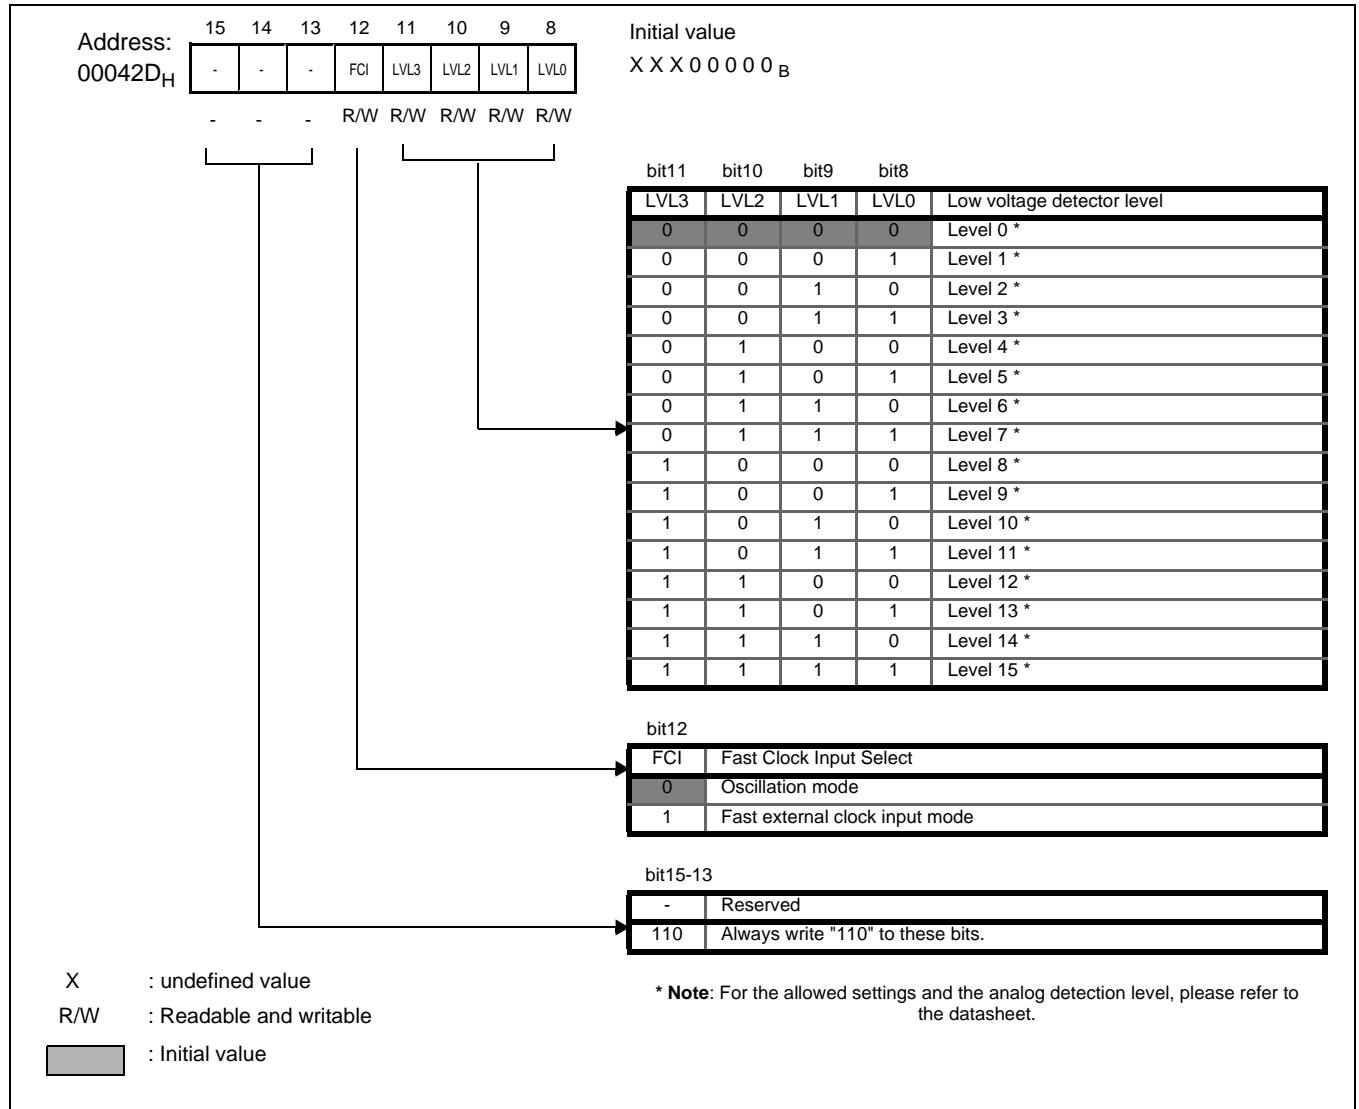 Address:
00042DH
15 14 13 12 11 10 9 8
- - - FCI LVL3 LVL2 LVL1 LVL0
- - - R/W R/W R/W R/W R/W
Initial value
X X X 0 0 0 0 0 B
bit11 bit10 bit9 bit8
LVL3 LVL2 LVL1 LVL0 Low voltage detector level
0 0 0 0 Level 0 *
0 0 0 1 Level 1 *
0 0 1 0 Level 2 *
0 0 1 1 Level 3 *
0 1 0 0 Level 4 *
0 1 0 1 Level 5 *
0 1 1 0 Level 6 *
0 1 1 1 Level 7 *
1 0 0 0 Level 8 *
1 0 0 1 Level 9 *
1 0 1 0 Level 10 *
1 0 1 1 Level 11 *
1 1 0 0 Level 12 *
1 1 0 1 Level 13 *
1 1 1 0 Level 14 *
1 1 1 1 Level 15 *
bit12
FCI Fast Clock Input Select
0 Oscillation mode
1 Fast external clock input mode
bit15-13
- Reserved
110 Always write "110" to these bits.
X : undefined value
R/W : Readable and writable
: Initial value
* Note: For the allowed settings and the analog detection level, please refer to
the datasheet.